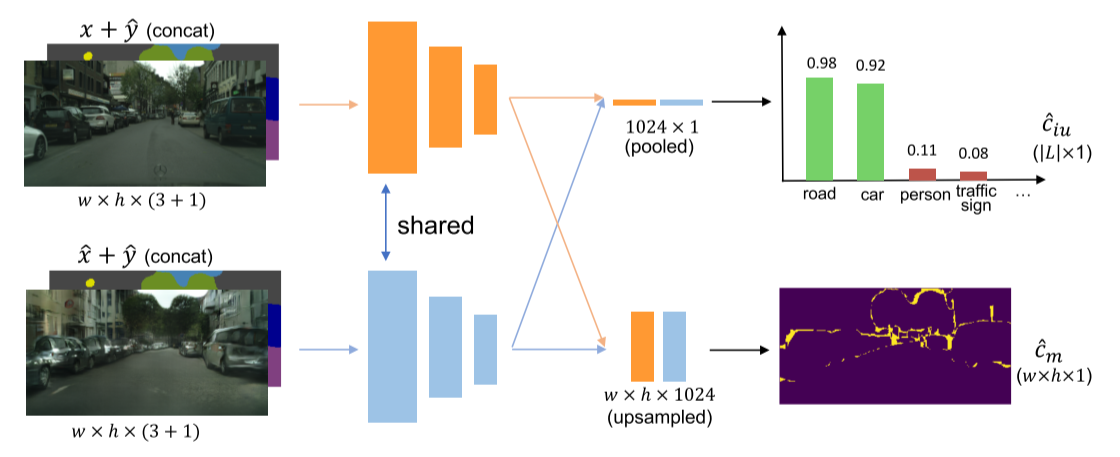 x + ŷ (concat)
w × h × (3 + 1)
x̂ + ŷ (concat)
w × h × (3 + 1)
shared
1024 × 1
(pooled)
w × h × 1024
(upsampled)
0.98
0.92
0.11
0.08
road
car
person
traffic
sign
...
ĉ_iu
(|L|×1)
ĉ_m
(w×h×1)